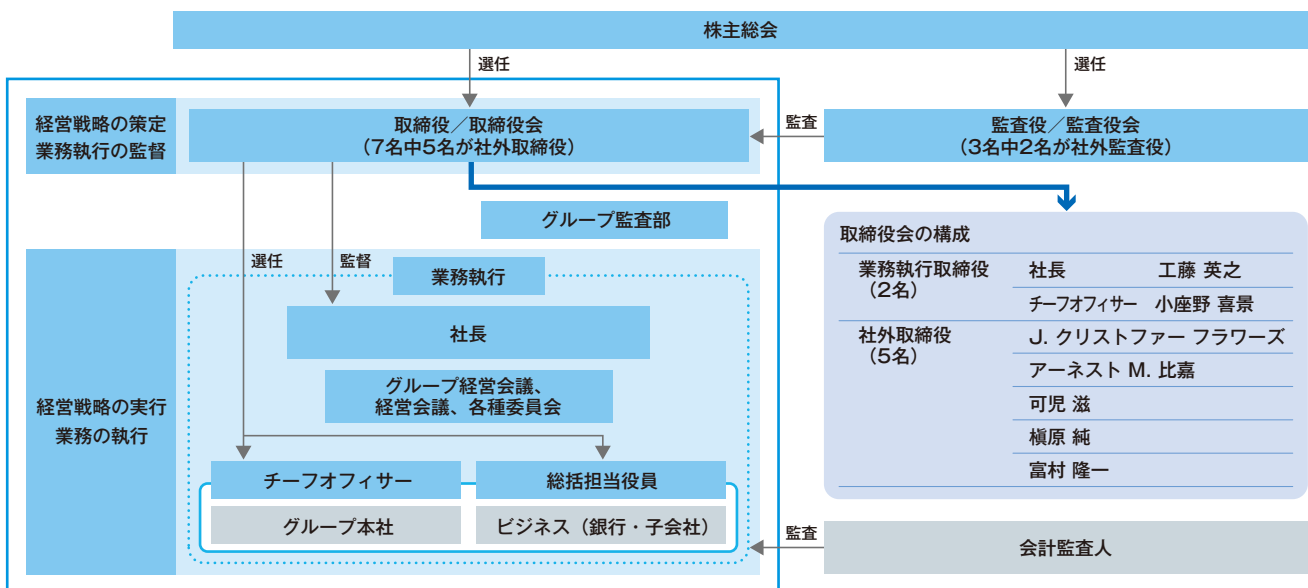 株主総会
選任
選任
経営戦略の策定
業務執行の監督
取締役／取締役会
（7名中5名が社外取締役）
監査
監査役／監査役会
（3名中2名が社外監査役）
グループ監査部
選任
監督
業務執行
社長
グループ経営会議、
経営会議、各種委員会
経営戦略の実行
業務の執行
チーフオフィサー
総括担当役員
グループ本社
ビジネス（銀行・子会社）
取締役会の構成
業務執行取締役
（2名）
社長 工藤 英之
チーフオフィサー 小座野 喜景
社外取締役
（5名）
J. クリストファー フラワーズ
アーネスト M. 比嘉
可児 滋
槇原 純
富村 隆一
監査
会計監査人